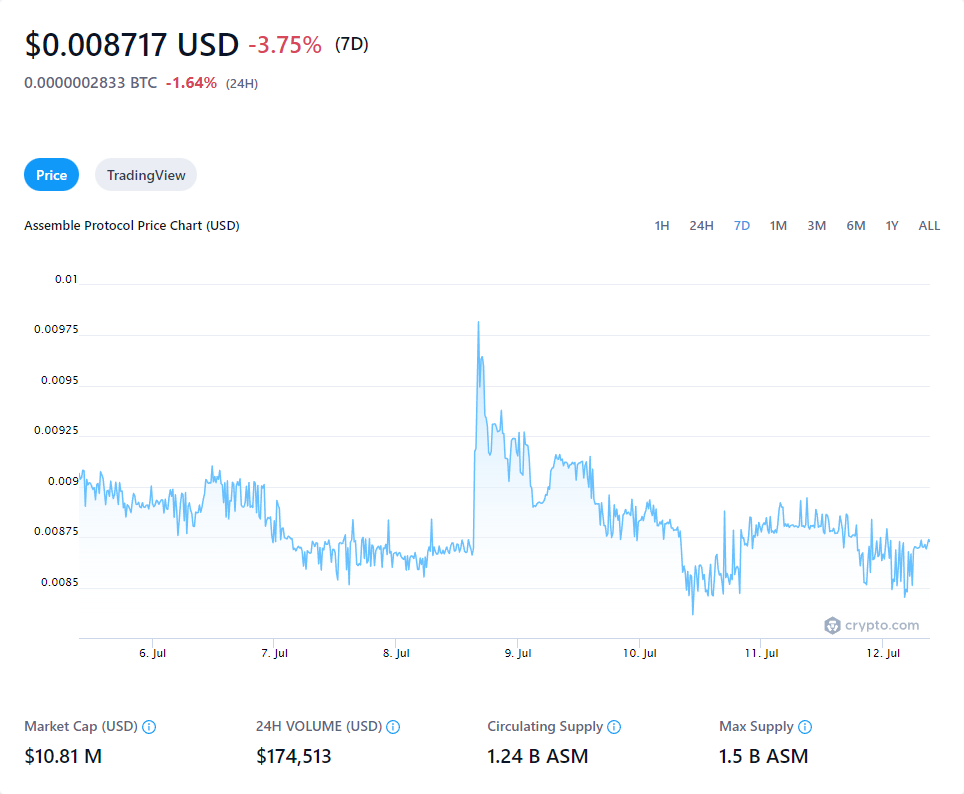 $0.008717 USD -3.75% (7D)
0.0000002833 BTC -1.64% (24H)
Price TradingView
Assemble Protocol Price Chart (USD) 1H 24H 7D 1M 3M 6M 1Y ALL
0.01
0.00975
0.0095
0.00925
0.009
0.00875
0.0085
crypto.com
6. Jul 7. Jul 8. Jul 9. Jul 10. Jul 11. Jul 12. Jul
Market Cap (USD) 24H VOLUME (USD) Circulating Supply Max Supply
$10.81 M $174,513 1.24 B ASM 1.5 B ASM